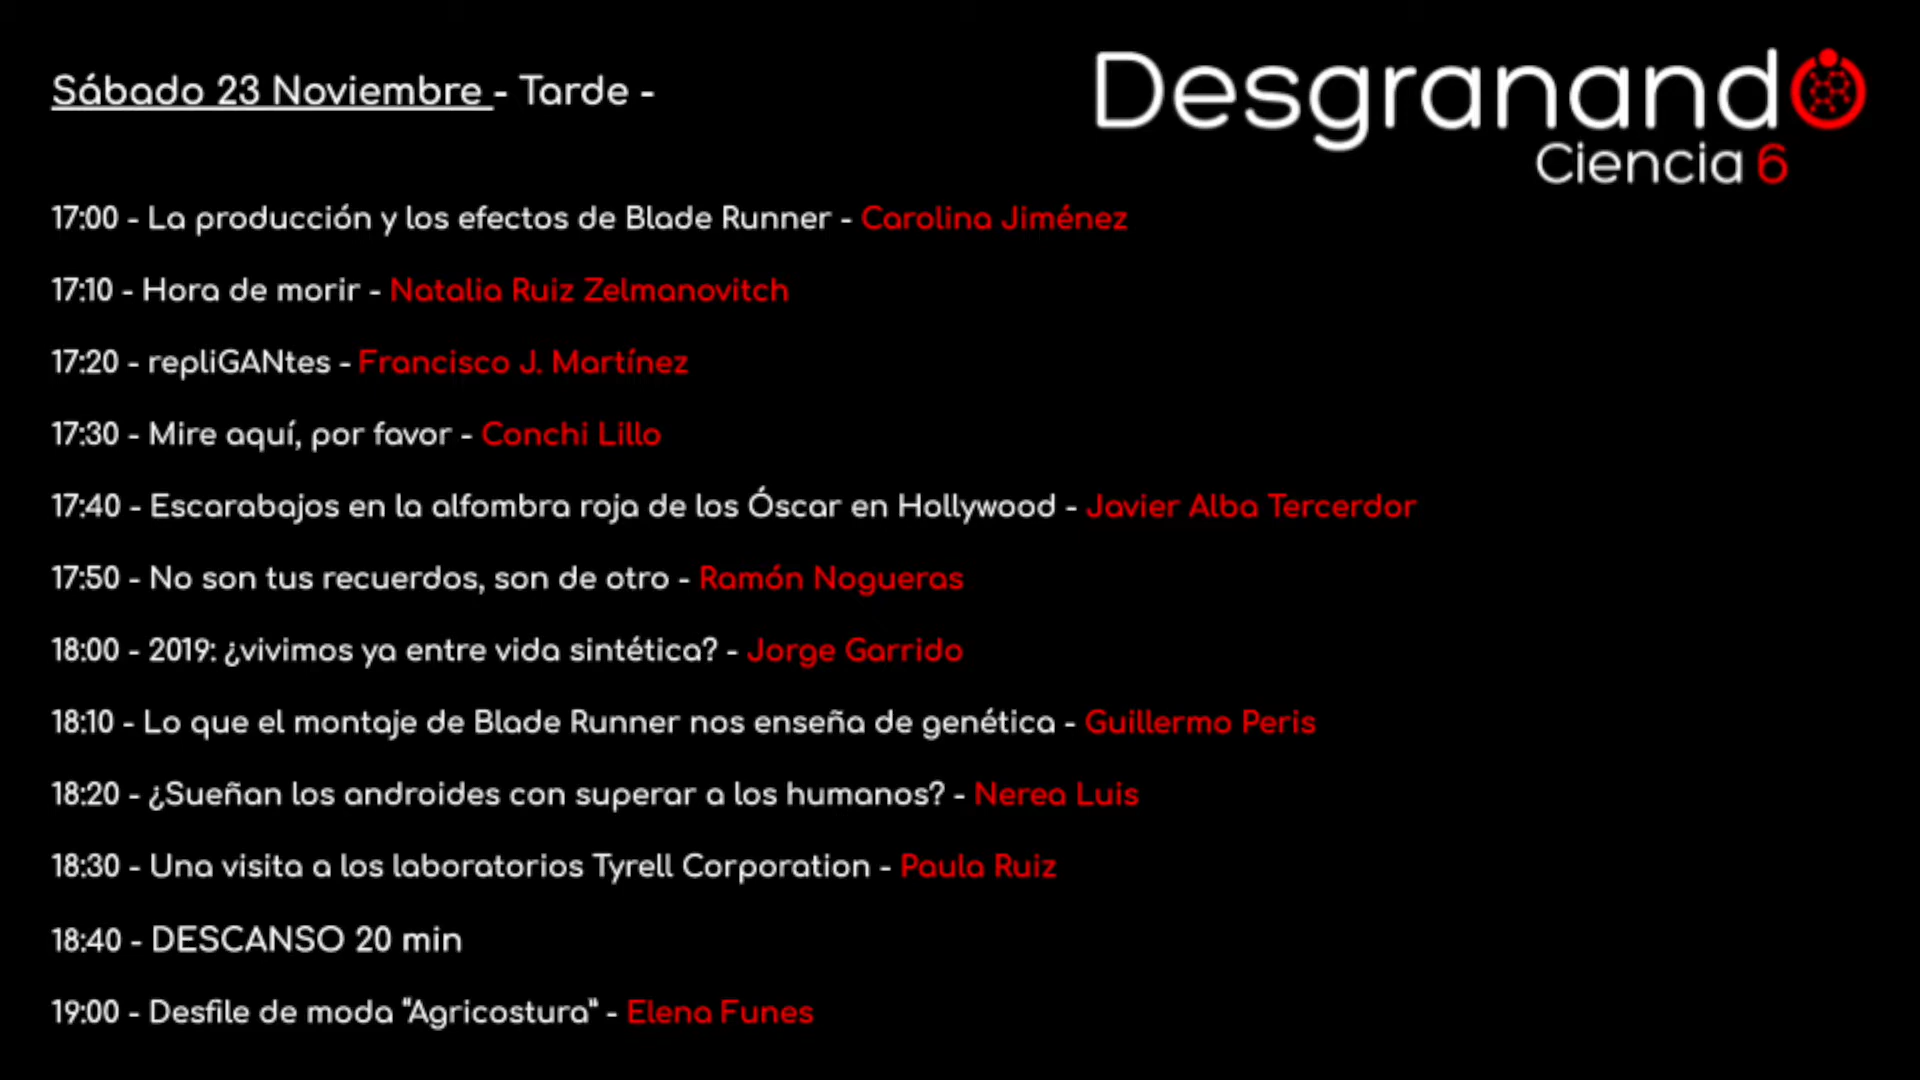 Sábado 23 Noviembre - Tarde -
Desgranando
Ciencia 6
17:00 - La producción y los efectos de Blade Runner - Carolina Jiménez
17:10 - Hora de morir - Natalia Ruiz Zelmanovitch
17:20 - repliGANtes - Francisco J. Martínez
17:30 - Mire aquí, por favor - Conchi Lillo
17:40 - Escarabajos en la alfombra roja de los Óscar en Hollywood - Javier Alba Tercerdor
17:50 - No son tus recuerdos, son de otro - Ramón Nogueras
18:00 - 2019: ¿vivimos ya entre vida sintética? - Jorge Garrido
18:10 - Lo que el montaje de Blade Runner nos enseña de genética - Guillermo Peris
18:20 - ¿Sueñan los androides con superar a los humanos? - Nerea Luis
18:30 - Una visita a los laboratorios Tyrell Corporation - Paula Ruiz
18:40 - DESCANSO 20 min
19:00 - Desfile de moda “Agricostura” - Elena Funes